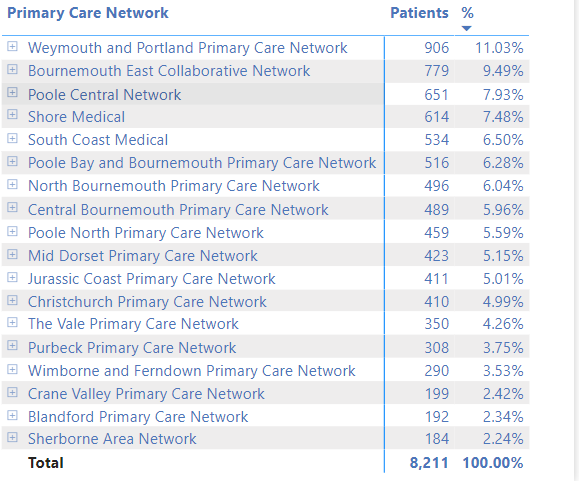 Primary Care Network Patients %
Weymouth and Portland Primary Care Network 906 11.03%
Bournemouth East Collaborative Network 779 9.49%
Poole Central Network 651 7.93%
Shore Medical 614 7.48%
South Coast Medical 534 6.50%
Poole Bay and Bournemouth Primary Care Network 516 6.28%
North Bournemouth Primary Care Network 496 6.04%
Central Bournemouth Primary Care Network 489 5.96%
Poole North Primary Care Network 459 5.59%
Mid Dorset Primary Care Network 423 5.15%
Jurassic Coast Primary Care Network 411 5.01%
Christchurch Primary Care Network 410 4.99%
The Vale Primary Care Network 350 4.26%
Purbeck Primary Care Network 308 3.75%
Wimborne and Ferndown Primary Care Network 290 3.53%
Crane Valley Primary Care Network 199 2.42%
Blandford Primary Care Network 192 2.34%
Sherborne Area Network 184 2.24%
Total 8,211 100.00%